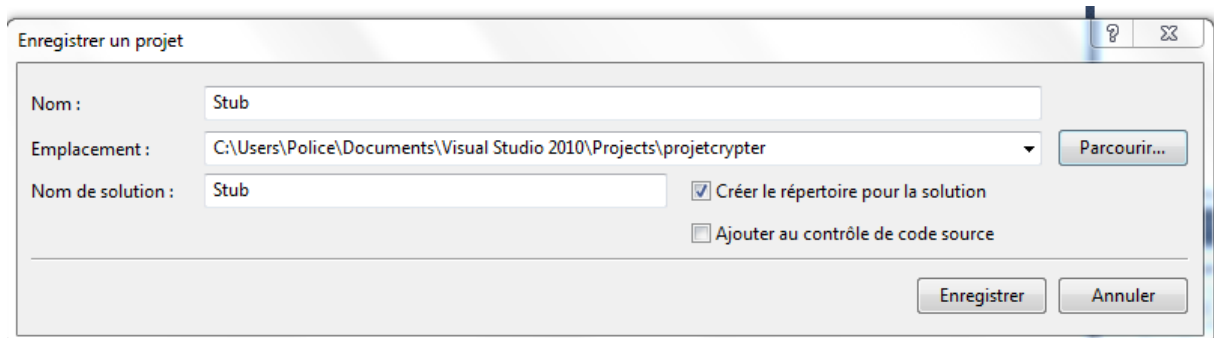 Enregistrer un projet
Nom : Stub
Emplacement : C:\Users\Police\Documents\Visual Studio 2010\Projects\projetcrypter Parcourir...
Nom de solution : Stub Créer le répertoire pour la solution
Ajouter au contrôle de code source
Enregistrer Annuler